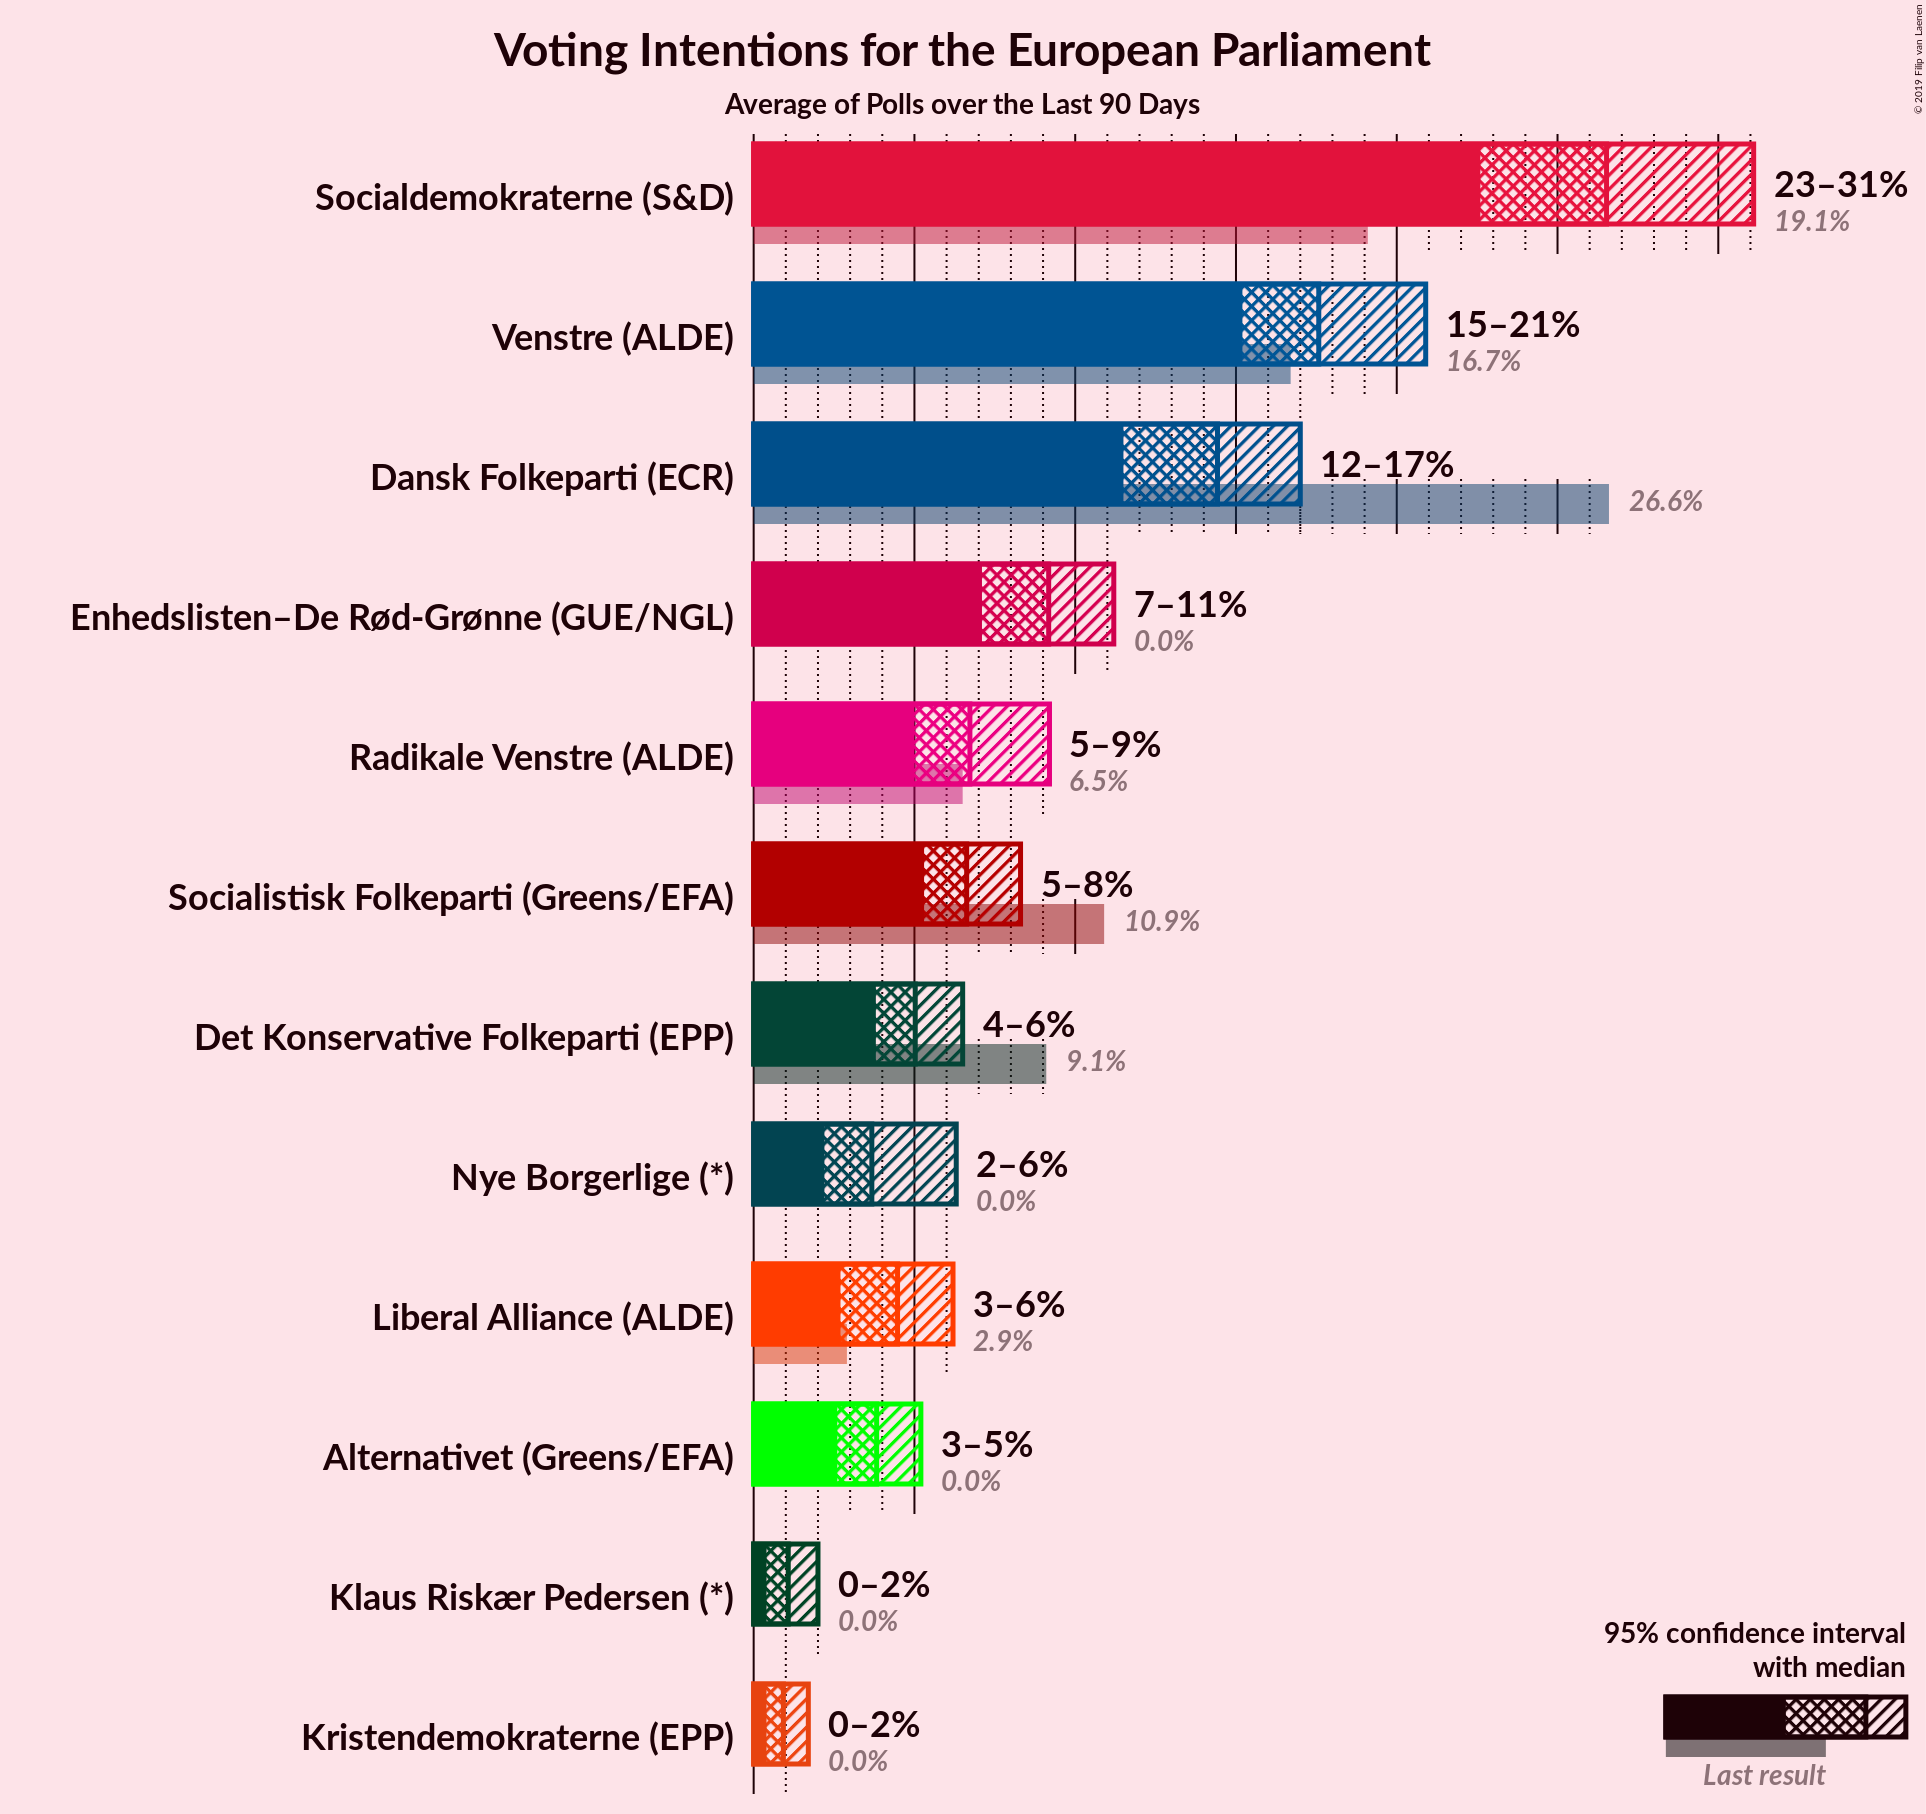 © 2019 Filip van Laenen
Voting Intentions for the European Parliament
Average of Polls over the Last 90 Days
Socialdemokraterne (S&D)
23–31%
19.1%
Venstre (ALDE)
15–21%
16.7%
Dansk Folkeparti (ECR)
12–17%
26.6%
Enhedslisten–De Rød-Grønne (GUE/NGL)
7–11%
0.0%
Radikale Venstre (ALDE)
5–9%
6.5%
Socialistisk Folkeparti (Greens/EFA)
5–8%
10.9%
Det Konservative Folkeparti (EPP)
4–6%
9.1%
Nye Borgerlige (*)
2–6%
0.0%
Liberal Alliance (ALDE)
3–6%
2.9%
Alternativet (Greens/EFA)
3–5%
0.0%
Klaus Riskær Pedersen (*)
0–2%
0.0%
Kristendemokraterne (EPP)
0–2%
0.0%
95% confidence interval
with median
Last result